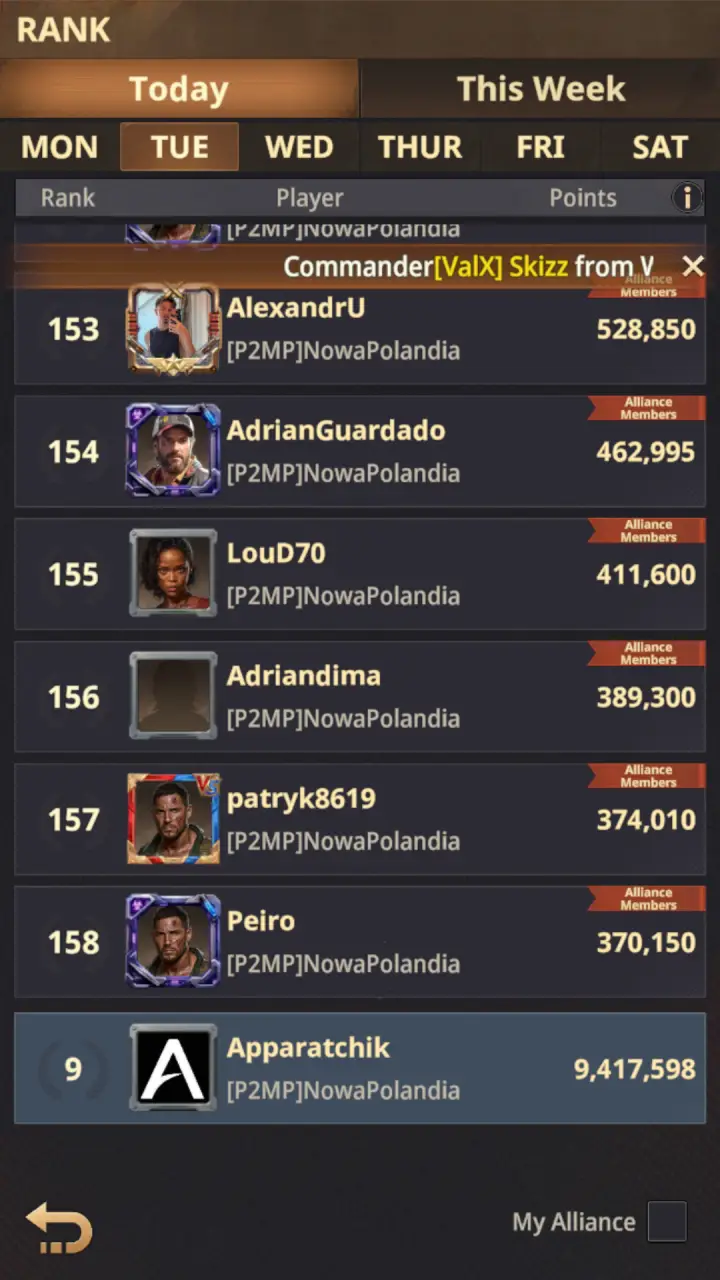 RANK
Today
This Week
MON
TUE
WED
THUR
FRI
SAT
Rank
Player
Points
[P2MP]NowaPolandia
Commander[ValX] Skizz from
Alliance
Members
153
AlexandrU
[P2MP]NowaPolandia
528,850
Alliance
Members
154
AdrianGuardado
[P2MP]NowaPolandia
462,995
Alliance
Members
155
LouD70
[P2MP]NowaPolandia
411,600
Alliance
Members
156
Adriandima
[P2MP]NowaPolandia
389,300
Alliance
Members
157
patryk8619
[P2MP]NowaPolandia
374,010
Alliance
Members
158
Peiro
[P2MP]NowaPolandia
370,150
9
Apparatchik
[P2MP]NowaPolandia
9,417,598
My Alliance